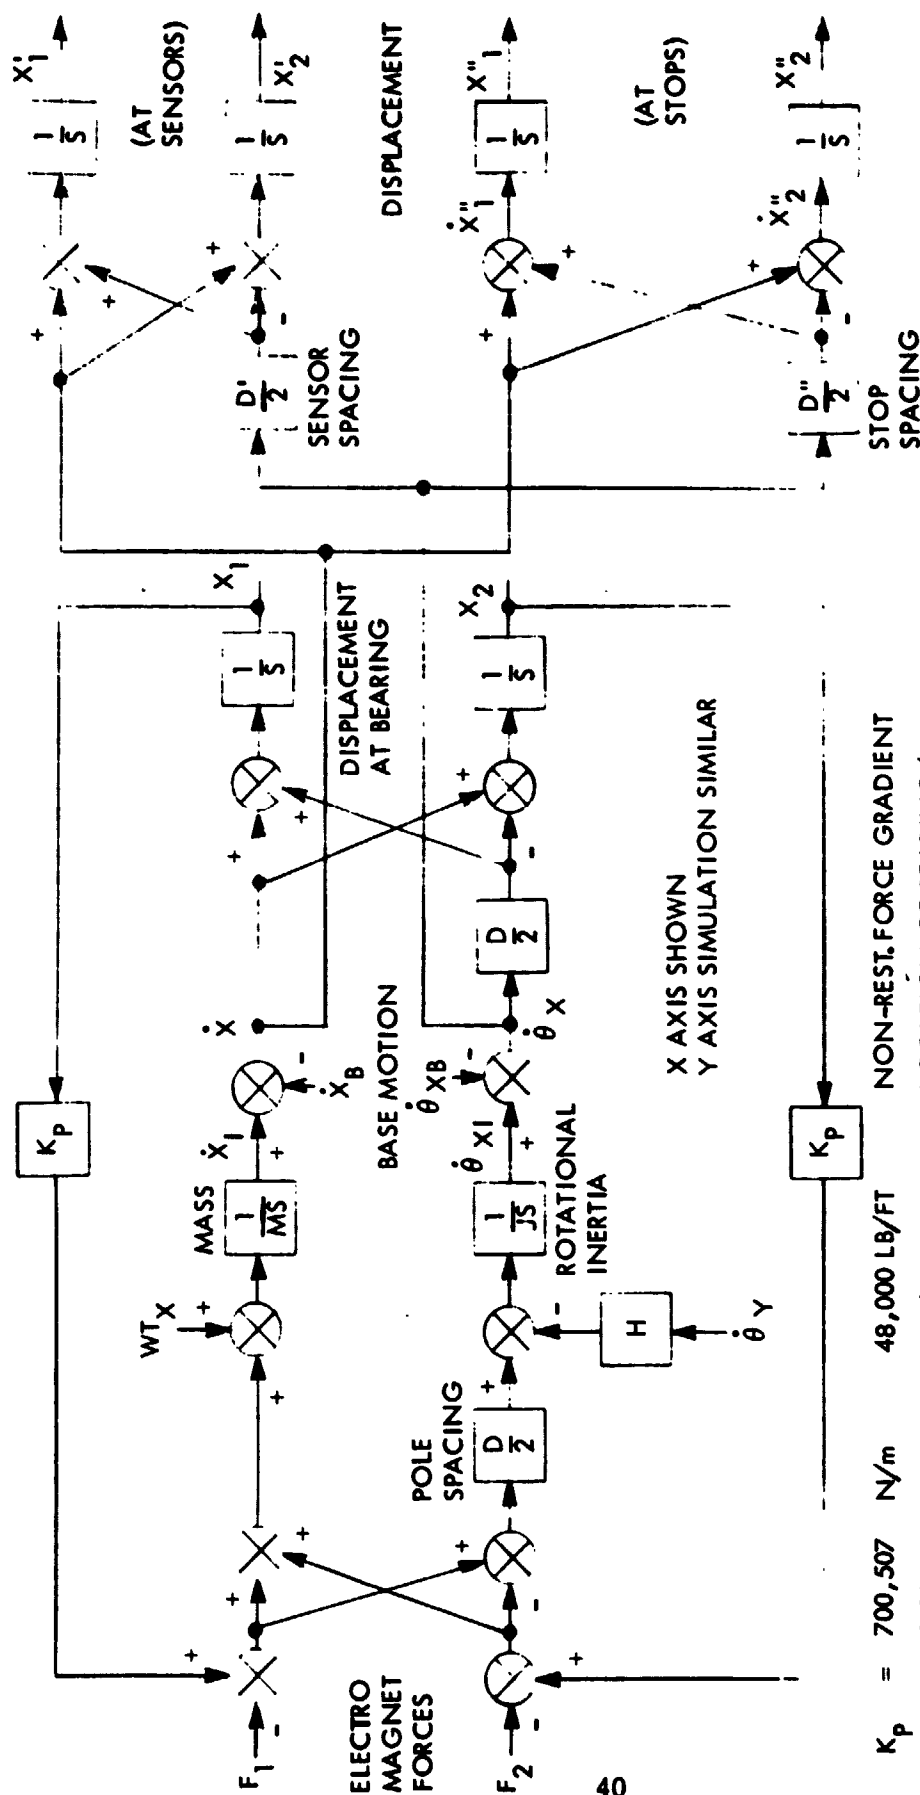 F1 -
+
ELECTRO
MAGNET
FORCES
F2 -
+
+
+
+
-
POLE
SPACING
D
2
+
+
WTX
+
MASS
1
MS
ẊI
+
-
ẊB
Ẋ
KP
H
θ̇Y
-
1
JS
ROTATIONAL
INERTIA
θ̇XI
+
BASE MOTION
θ̇XB
-
θ̇X
D
2
-
+
+
+
1
S
X1
DISPLACEMENT
AT BEARING
1
S
X2
KP
X AXIS SHOWN
Y AXIS SIMULATION SIMILAR
D'
2
SENSOR
SPACING
-
+
+
+
1
S
X'1
(AT
SENSORS)
1
S
X'2
DISPLACEMENT
+
+
Ẋ"1
1
S
X"1
(AT
STOPS)
D"
2
STOP
SPACING
-
+
Ẋ"2
1
S
X"2
40
KP = 700,507 N/m 48,000 LB/FT NON-REST. FORCE GRADIENT